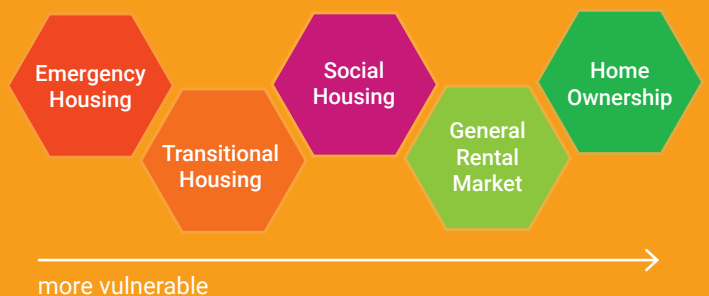 Emergency
Housing
Transitional
Housing
Social
Housing
General
Rental
Market
Home
Ownership
more vulnerable